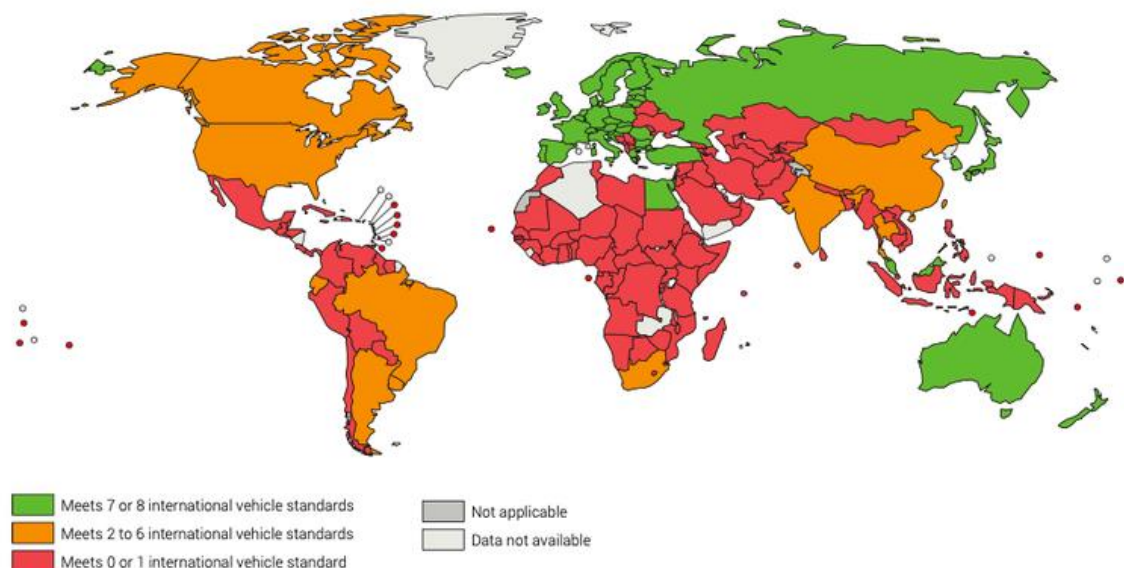 Meets 7 or 8 international vehicle standards
Meets 2 to 6 international vehicle standards
Meets 0 or 1 international vehicle standard
Not applicable
Data not available